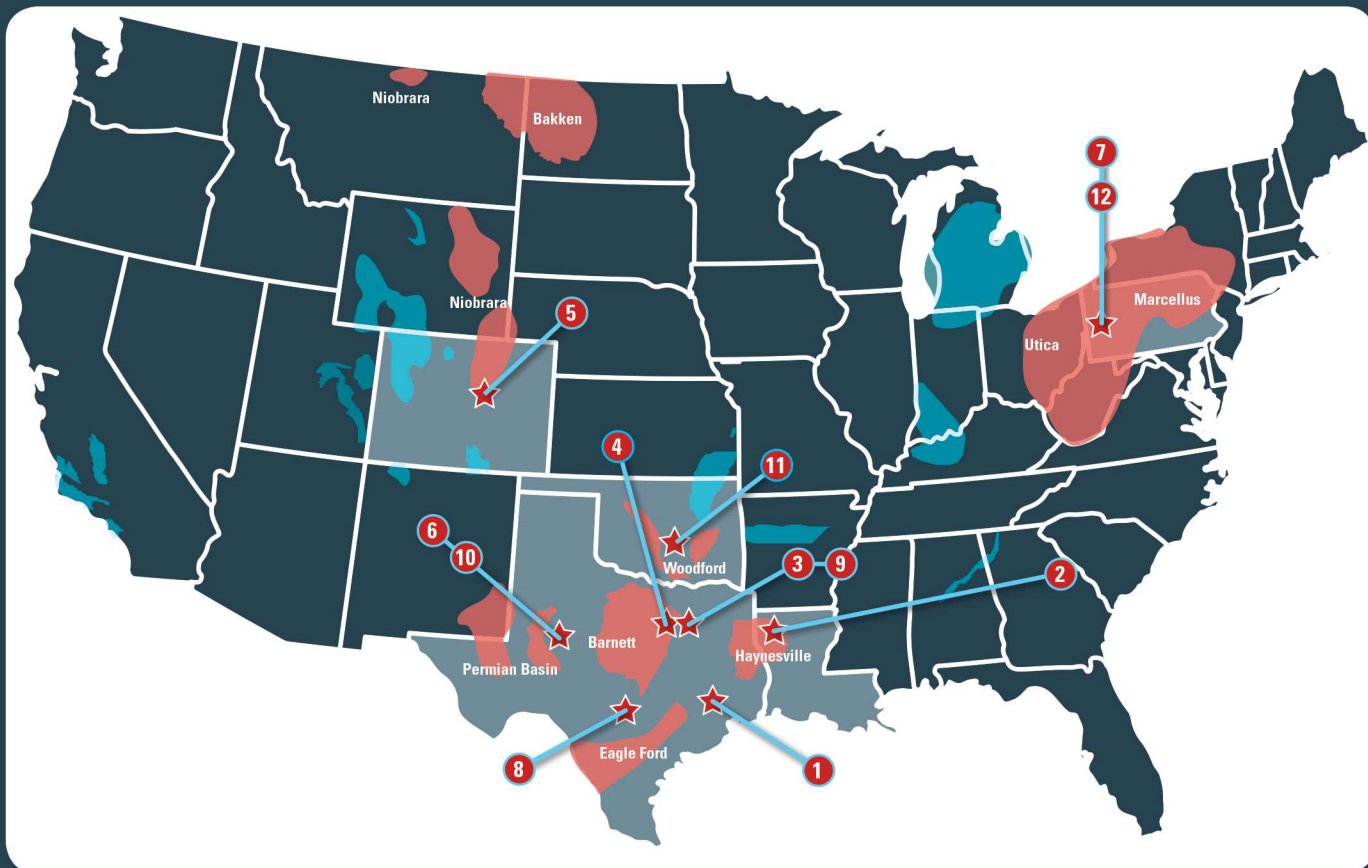 Niobrara
Bakken
7
12
Niobrara
5
Marcellus
Utica
4
11
6
10
Woodford
3
9
2
Barnett
Haynesville
Permian Basin
Eagle Ford
8
1